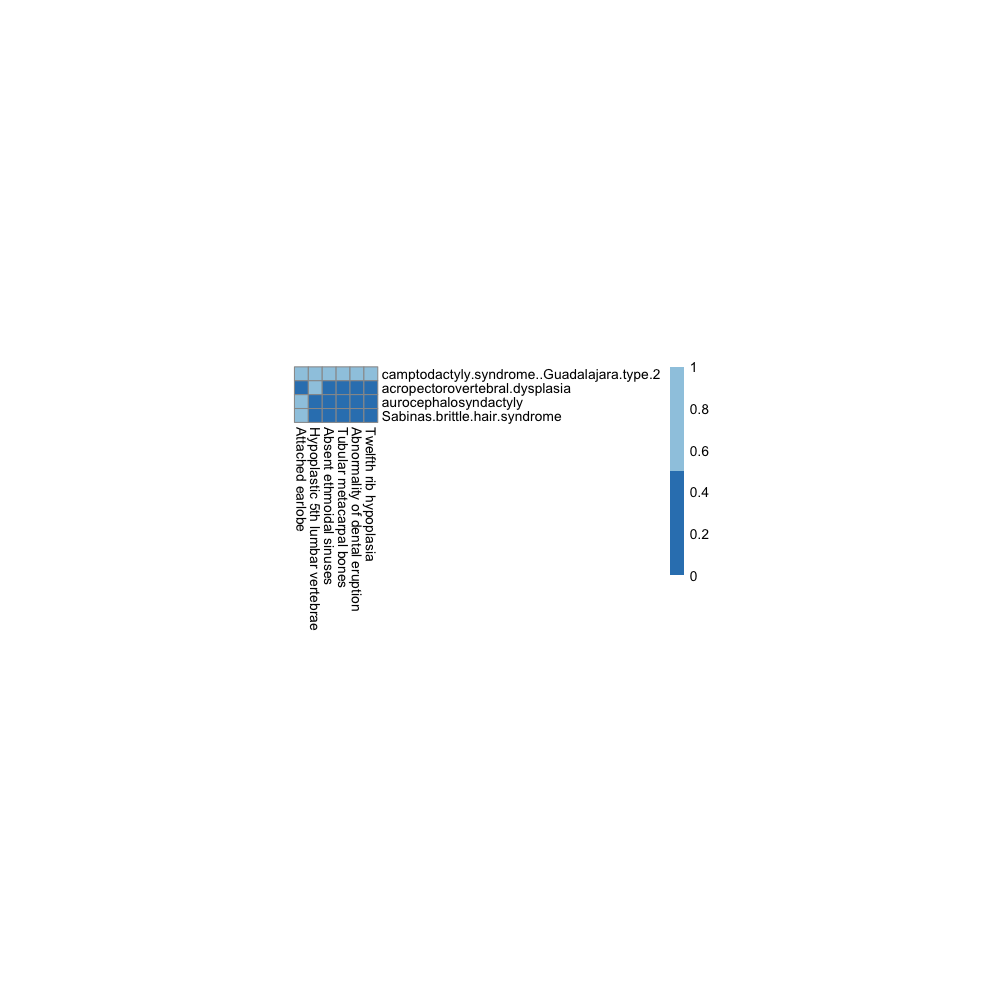 camptodactyly.syndrome..Guadalajara.type.2
acropectorovertebral.dysplasia
aurocephalosyndactyly
Sabinas.brittle.hair.syndrome
Attached earlobe
Hypoplastic 5th lumbar vertebrae
Absent ethmoidal sinuses
Tubular metacarpal bones
Abnormality of dental eruption
Twelfth rib hypoplasia
1
0.8
0.6
0.4
0.2
0